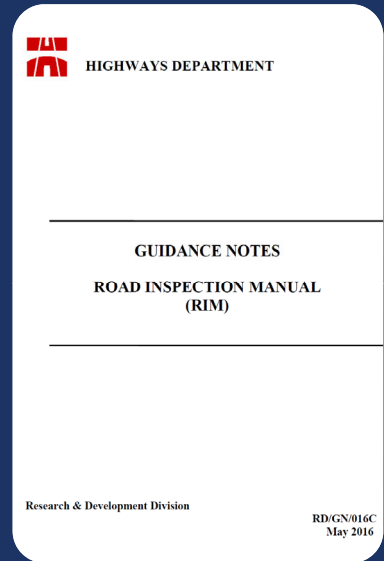 HIGHWAYS DEPARTMENT
GUIDANCE NOTES
ROAD INSPECTION MANUAL
(RIM)
Research & Development Division
RD/GN/016C
May 2016